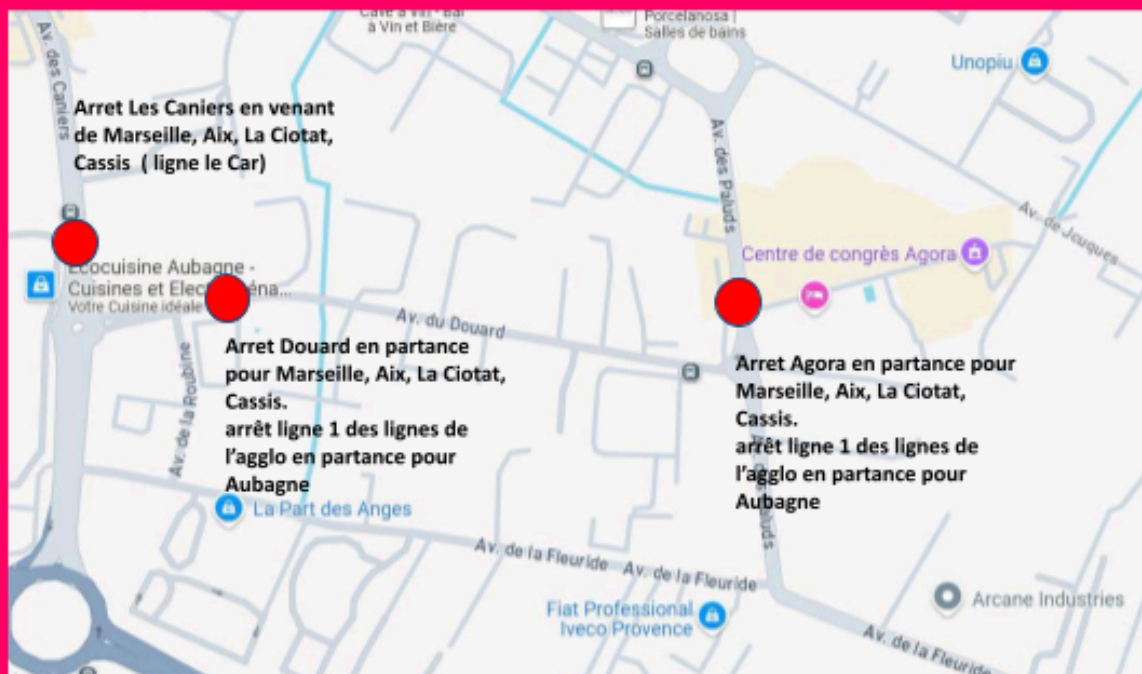 Cave à Vin - Bar
à Vin et Bière
Porcelanosa |
Salles de bains
Unopiu
Av. des Caniers
Arret Les Caniers en venant
de Marseille, Aix, La Ciotat,
Cassis ( ligne le Car)
Av. des Paluds
Av. de Jouques
Centre de congrès Agora
Ecocuisine Aubagne -
Cuisines et
Votre Cuisine idéale
Av. du Douard
Arret Douard en partance
pour Marseille, Aix, La Ciotat,
Cassis.
arrêt ligne 1 des lignes de
l'agglo en partance pour
Aubagne
Arret Agora en partance pour
Marseille, Aix, La Ciotat,
Cassis.
arrêt ligne 1 des lignes de
l'agglo en partance pour
Aubagne
Av. de la Roubine
Av. des Paluds
La Part des Anges
Av. de la Fleuride
Av. de la Fleuride
Fiat Professional
Iveco Provence
Arcane Industries
Av. de la Fleuride